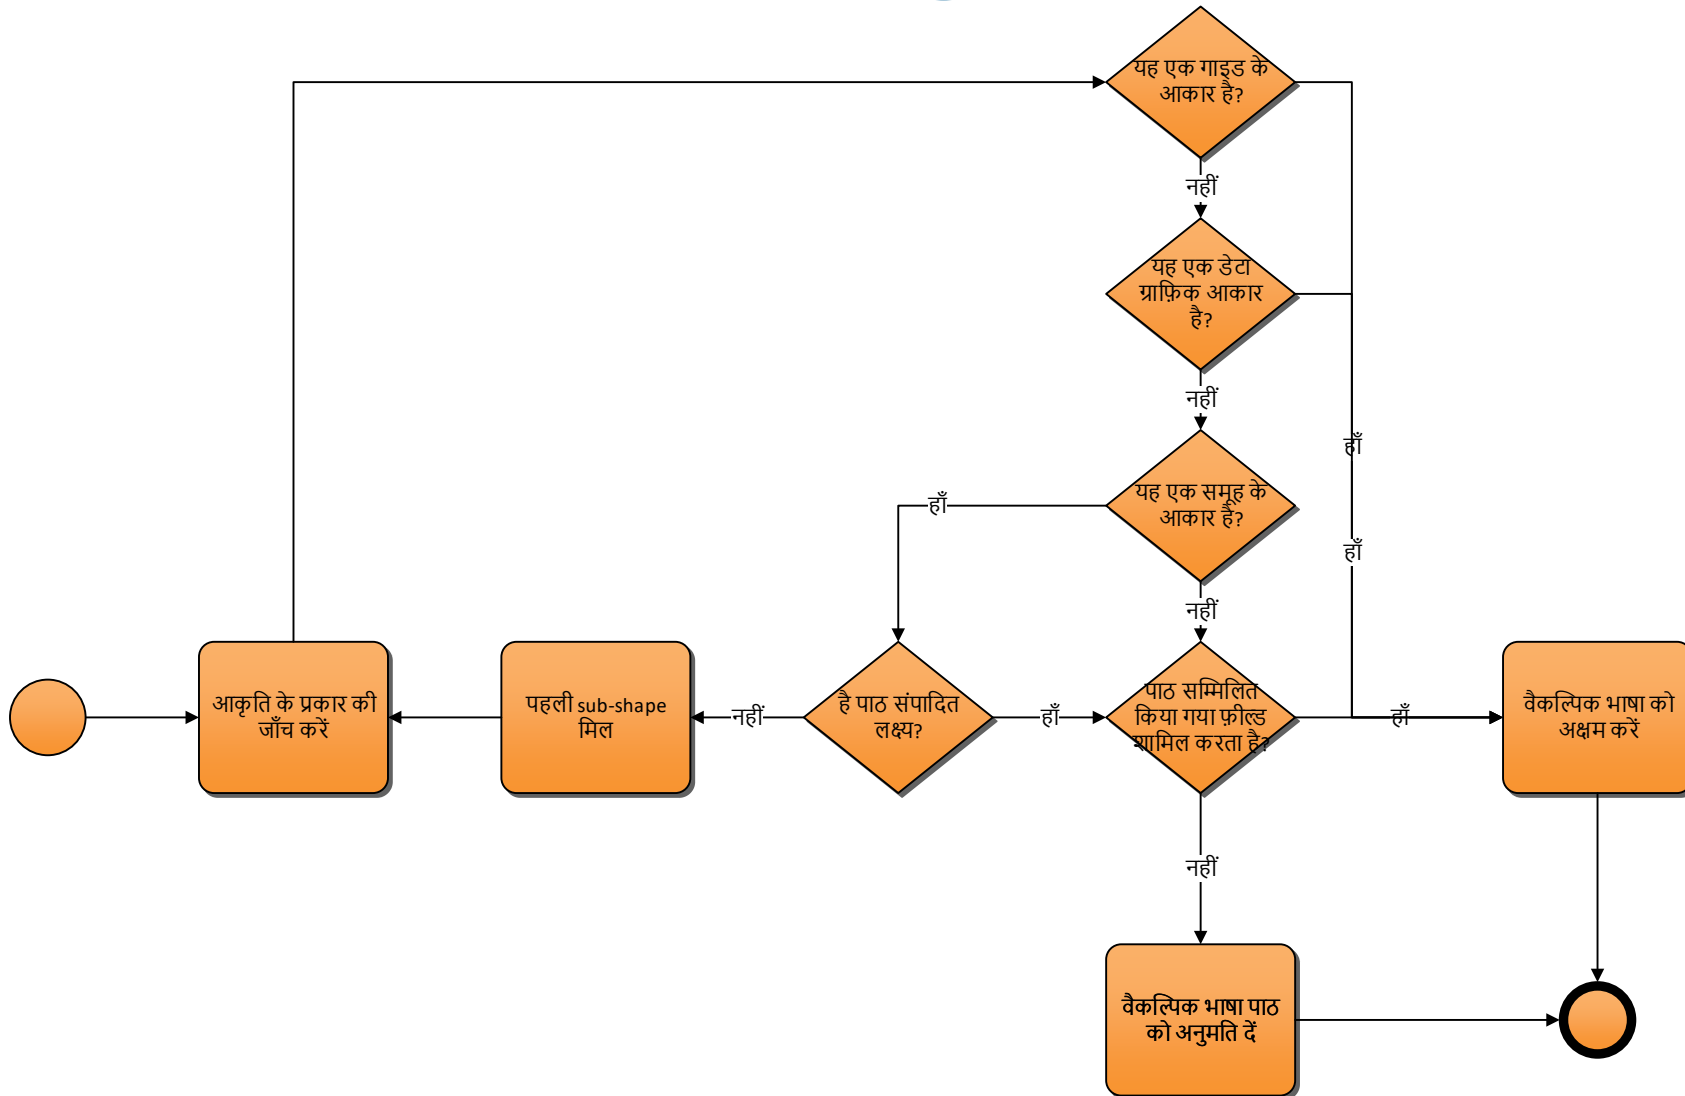 यह एक गाइड के
आकार है?
नहीं
यह एक डेटा
ग्राफ़िक आकार
है?
नहीं
हाँ
यह एक समूह के
आकार है?
हाँ
हाँ
नहीं
आकृति के प्रकार की
जाँच करें
पहली sub-shape
मिल
नहीं
है पाठ संपादित
लक्ष्य?
हाँ
पाठ सम्मिलित
किया गया फ़ील्ड
शामिल करता है?
हाँ
वैकल्पिक भाषा को
अक्षम करें
नहीं
वैकल्पिक भाषा पाठ
को अनुमति दें